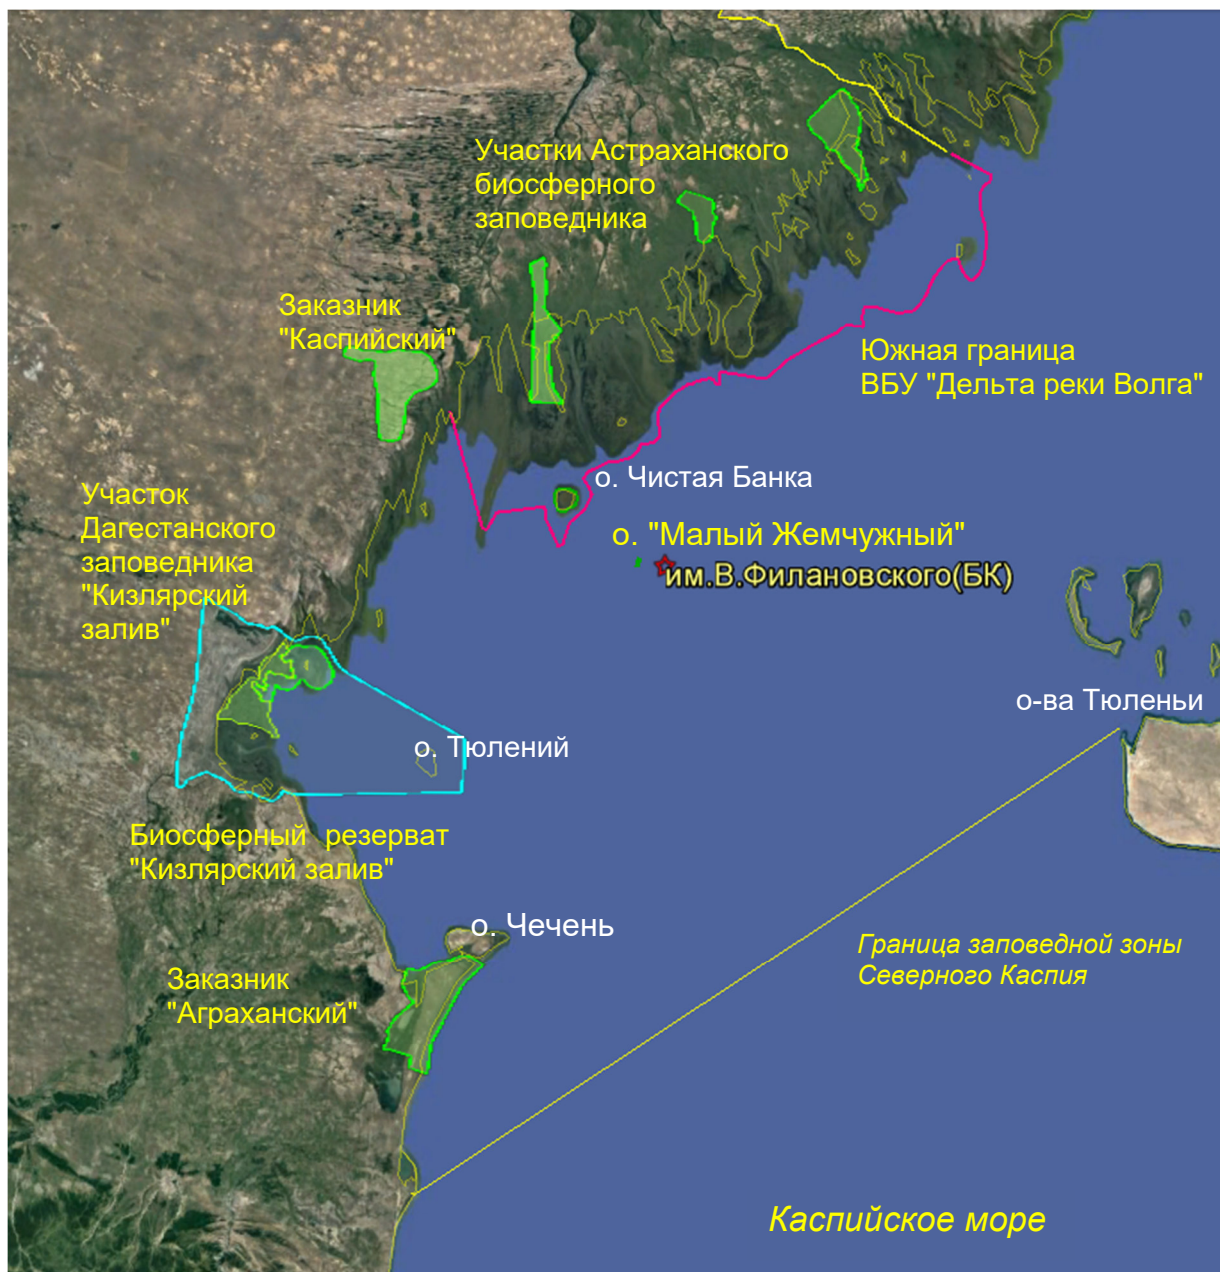 Участки Астраханского
биосферного
заповедника
Заказник
"Каспийский"
Южная граница
ВБУ "Дельта реки Волга"
о. Чистая Банка
Участок
Дагестанского
заповедника
"Кизлярский
залив"
о. "Малый Жемчужный"
им.В.Филановского(БК)
о-ва Тюленьи
о. Тюлений
Биосферный резерват
"Кизлярский залив"
о. Чечень
Граница заповедной зоны
Северного Каспия
Заказник
"Аграханский"
Каспийское море